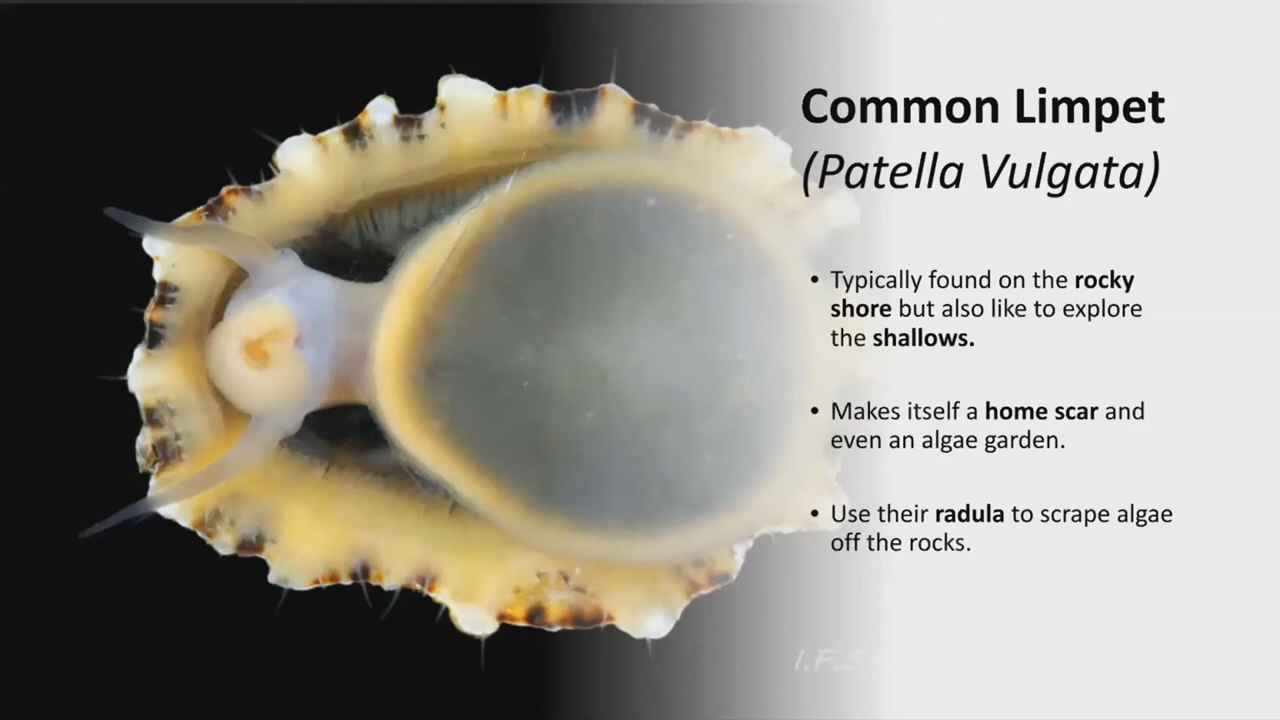 Common Limpet
(Patella Vulgata)
• Typically found on the rocky
shore but also like to explore
the shallows.
• Makes itself a home scar and
even an algae garden.
• Use their radula to scrape algae
off the rocks.
I.F.S